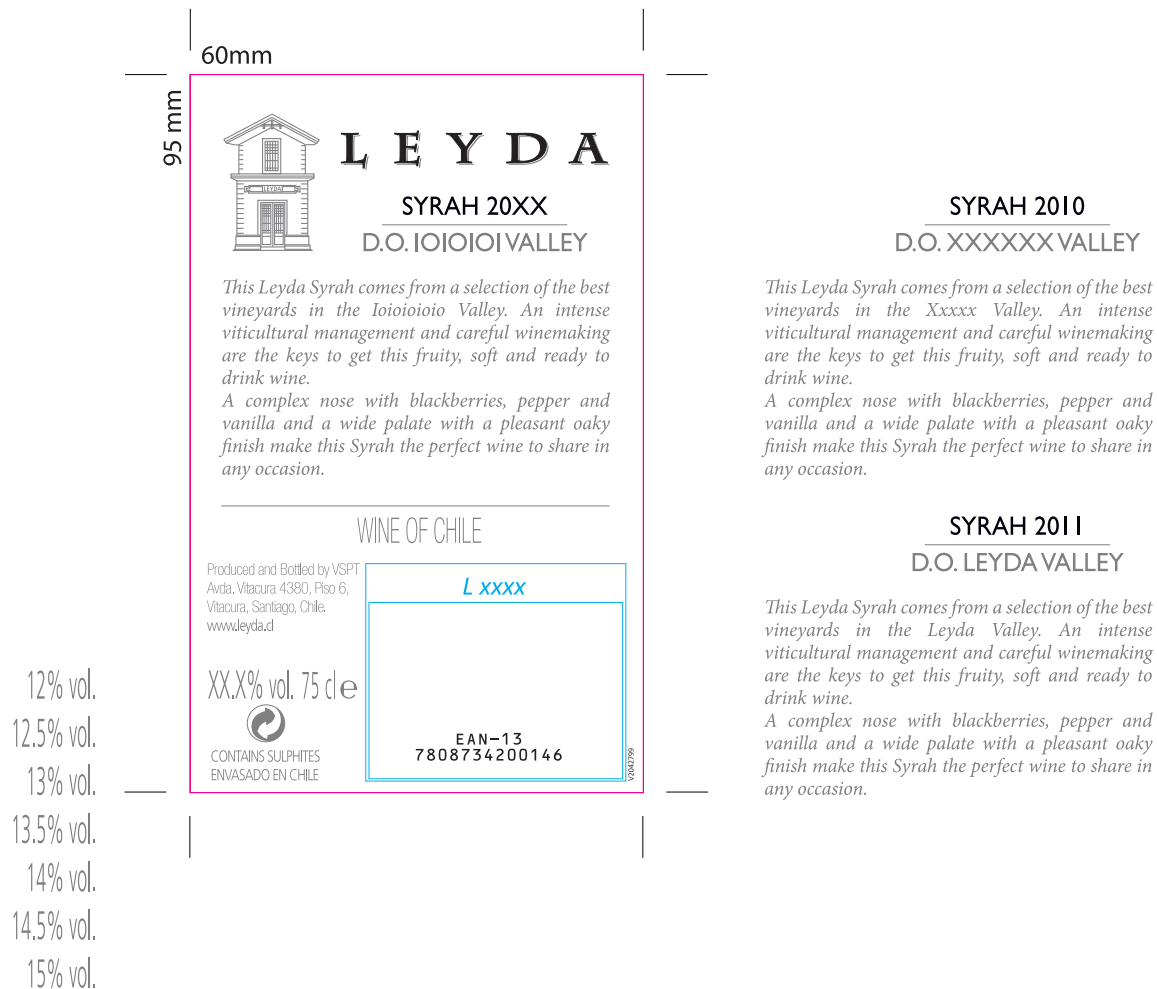 60mm
95 mm
LEYDA
LEYDA
SYRAH 20XX
D.O. IOIOIOI VALLEY
This Leyda Syrah comes from a selection of the best
vineyards in the Ioioioioio Valley. An intense
viticultural management and careful winemaking
are the keys to get this fruity, soft and ready to
drink wine.
A complex nose with blackberries, pepper and
vanilla and a wide palate with a pleasant oaky
finish make this Syrah the perfect wine to share in
any occasion.
WINE OF CHILE
Produced and Bottled by VSPT
Avda. Vitacura 4380, Piso 6,
Vitacura, Santiago, Chile.
www.leyda.cl
XX.X% vol. 75 cl e
CONTAINS SULPHITES
ENVASADO EN CHILE
L xxxx
EAN-13
7808734200146
V2042799
SYRAH 2010
D.O. XXXXXX VALLEY
This Leyda Syrah comes from a selection of the best
vineyards in the Xxxxx Valley. An intense
viticultural management and careful winemaking
are the keys to get this fruity, soft and ready to
drink wine.
A complex nose with blackberries, pepper and
vanilla and a wide palate with a pleasant oaky
finish make this Syrah the perfect wine to share in
any occasion.
SYRAH 2011
D.O. LEYDA VALLEY
This Leyda Syrah comes from a selection of the best
vineyards in the Leyda Valley. An intense
viticultural management and careful winemaking
are the keys to get this fruity, soft and ready to
drink wine.
A complex nose with blackberries, pepper and
vanilla and a wide palate with a pleasant oaky
finish make this Syrah the perfect wine to share in
any occasion.
12% vol.
12.5% vol.
13% vol.
13.5% vol.
14% vol.
14.5% vol.
15% vol.